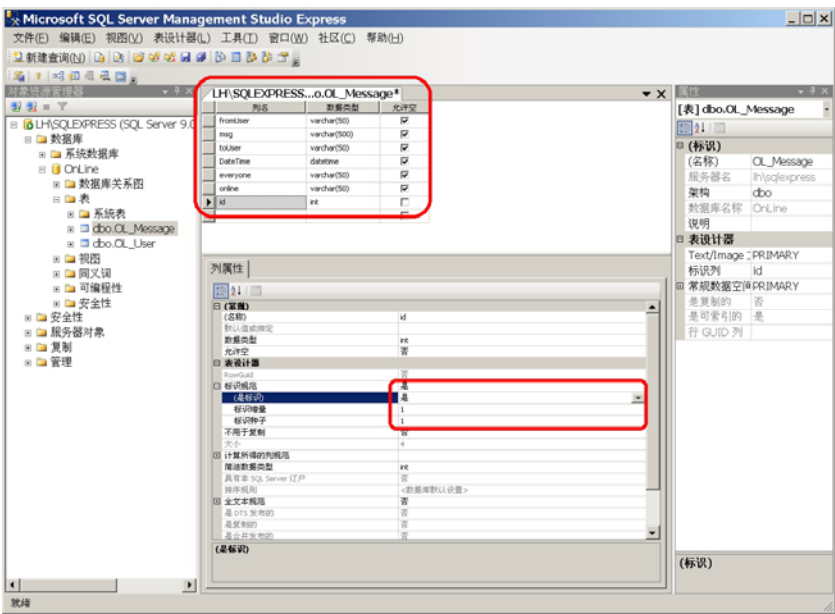 Microsoft SQL Server Management Studio Express
文件(F) 编辑(E) 视图(V) 表设计器(L) 工具(T) 窗口(W) 社区(C) 帮助(H)
新建查询(N)
对象资源管理器
LH\SQLEXPRESS (SQL Server 9.0
数据库
系统数据库
OnLine
数据库关系图
表
系统表
dbo.OL_Message
dbo.OL_User
视图
同义词
可编程性
安全性
安全性
服务器对象
复制
管理
LH\SQLEXPRESS...o.OL_Message*
列名 数据类型 允许空
fromUser varchar(50)
msg varchar(500)
toUser varchar(50)
DateTime datetime
everyone varchar(50)
online varchar(50)
id int
列属性
(常规)
(名称) id
默认值或绑定
数据类型 int
允许空 否
表设计器
RowGuid 否
标识规范 是
(是标识) 是
标识增量 1
标识种子 1
不用于复制 否
大小 4
计算所得的列规范
简洁数据类型 int
具有非 SQL Server 订户 否
排序规则 <数据库默认设置>
全文本规范 否
是 DTS 发布的 否
是复制的 否
是合并发布的 否
(是标识)
属性
[表] dbo.OL_Message
(标识)
(名称) OL_Message
服务器名 lh\sqlexpress
架构 dbo
数据库名称 OnLine
说明
表设计器
Text/Image PRIMARY
标识列 id
常规数据空间 PRIMARY
是复制的 否
是可索引的 是
行 GUID 列
(标识)
就绪